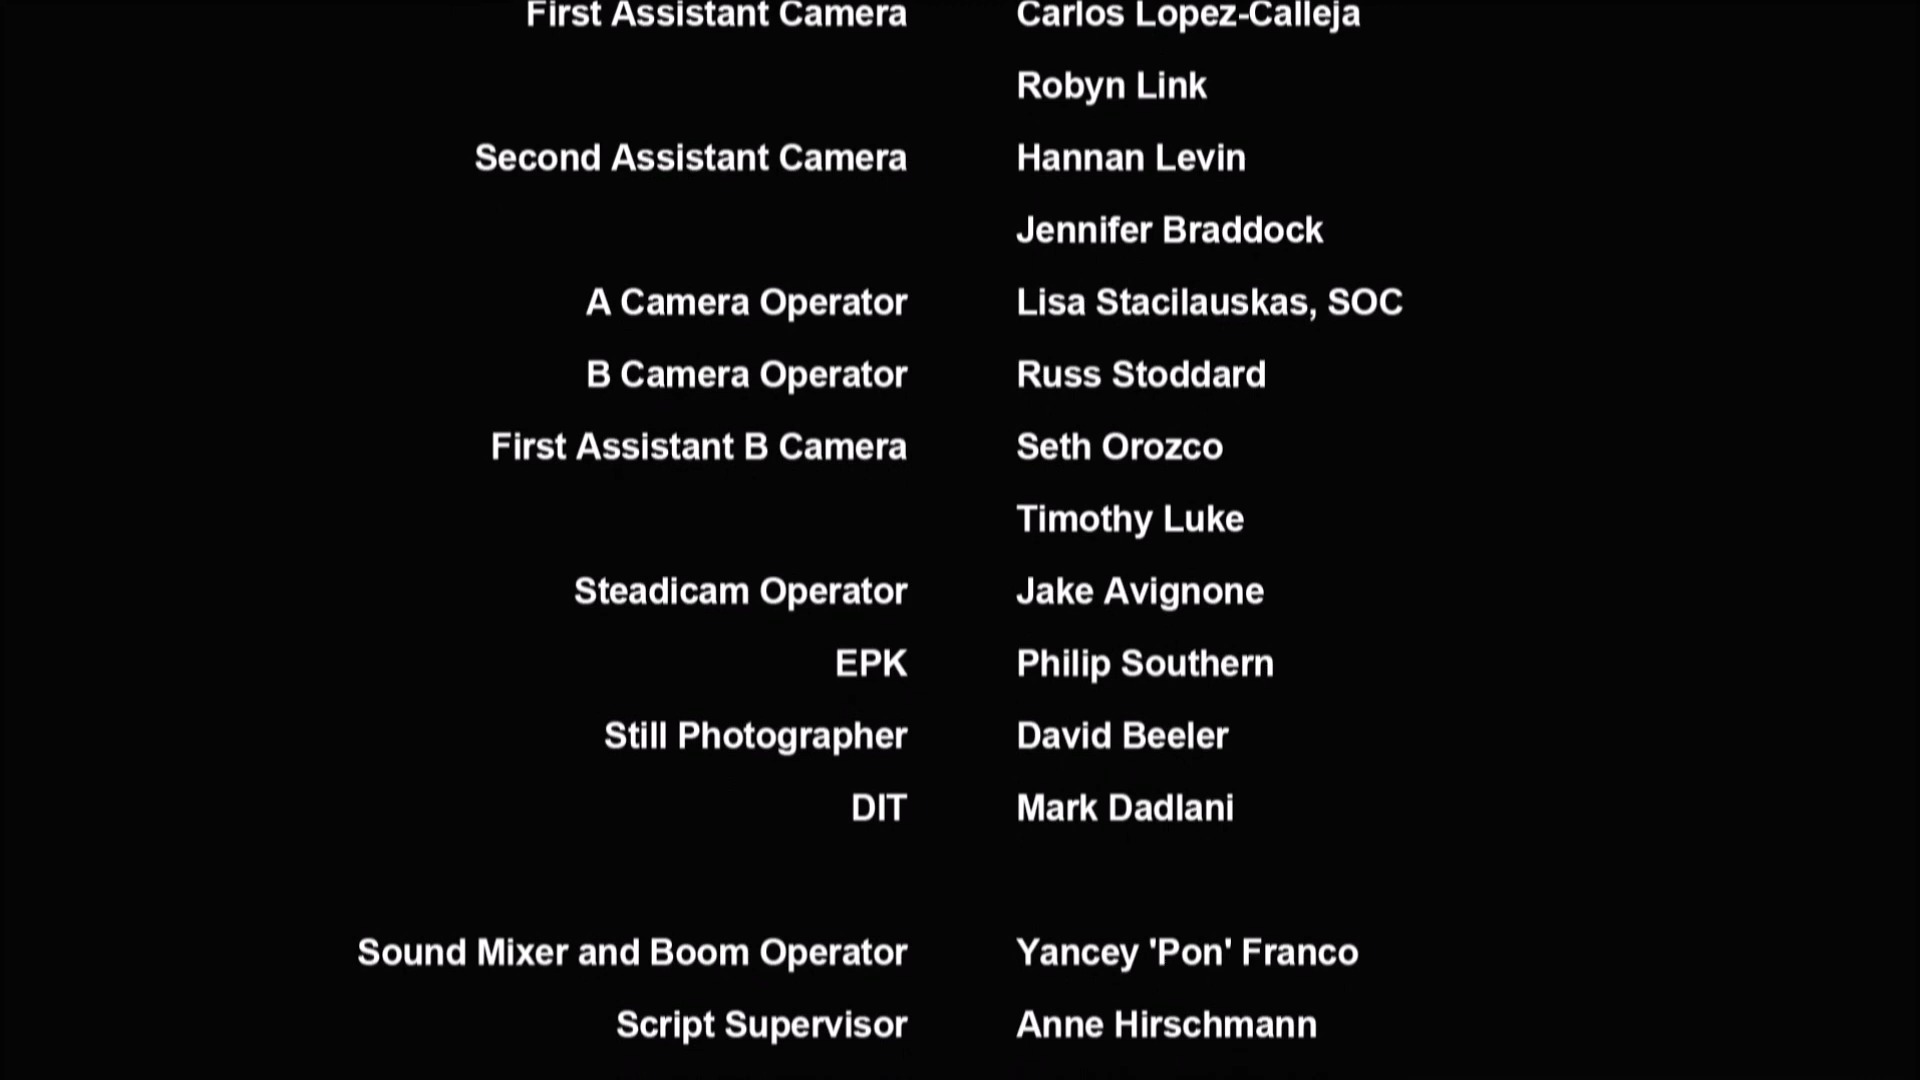 First Assistant Camera Carlos Lopez-Calleja
Robyn Link
Second Assistant Camera Hannan Levin
Jennifer Braddock
A Camera Operator Lisa Stacilauskas, SOC
B Camera Operator Russ Stoddard
First Assistant B Camera Seth Orozco
Timothy Luke
Steadicam Operator Jake Avignone
EPK Philip Southern
Still Photographer David Beeler
DIT Mark Dadlani
Sound Mixer and Boom Operator Yancey 'Pon' Franco
Script Supervisor Anne Hirschmann